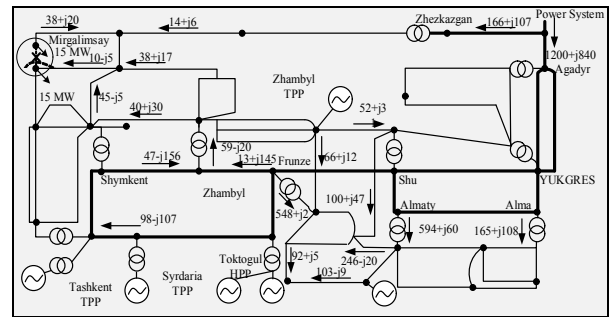 38+j20
14+j6
Zhezkazgan
166+j107
Power System
Mirgalimsay
15 MW
10-j5
38+j17
1200+j840
Agadyr
Zhambyl
TPP
15 MW
45-j5
40+j30
52+j3
59-j20
47-j156
13+j145
Frunze
66+j12
Shymkent
Zhambyl
Shu
YUKGRES
100+j47
548+j2
Almaty
Alma
98-j107
594+j60
165+j108
Toktogul
HPP
92+j5
246-j20
103-j9
Syrdaria
TPP
Tashkent
TPP